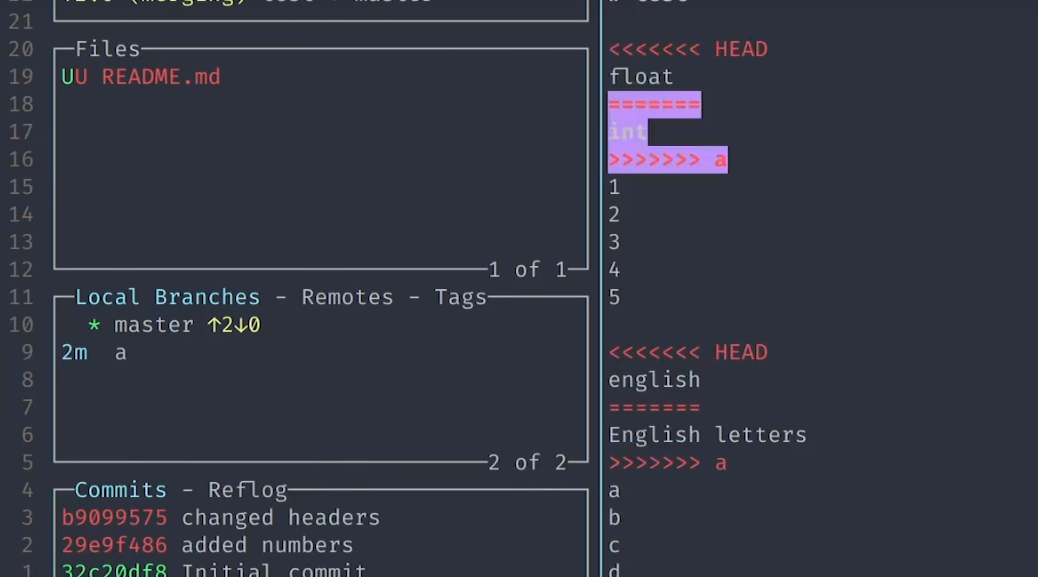 21
20 Files
19 UU README.md
18
17
16
15
14
13
12 1 of 1
11 Local Branches - Remotes - Tags
10 * master ↑2↓0
9 2m a
8
7
6
5 2 of 2
4 Commits - Reflog
3 b9099575 changed headers
2 29e9f486 added numbers
1 32c20df8 Initial commit
<<<<<<< HEAD
float
=======
int
>>>>>>> a
1
2
3
4
5
<<<<<<< HEAD
english
=======
English letters
>>>>>>> a
a
b
c
d